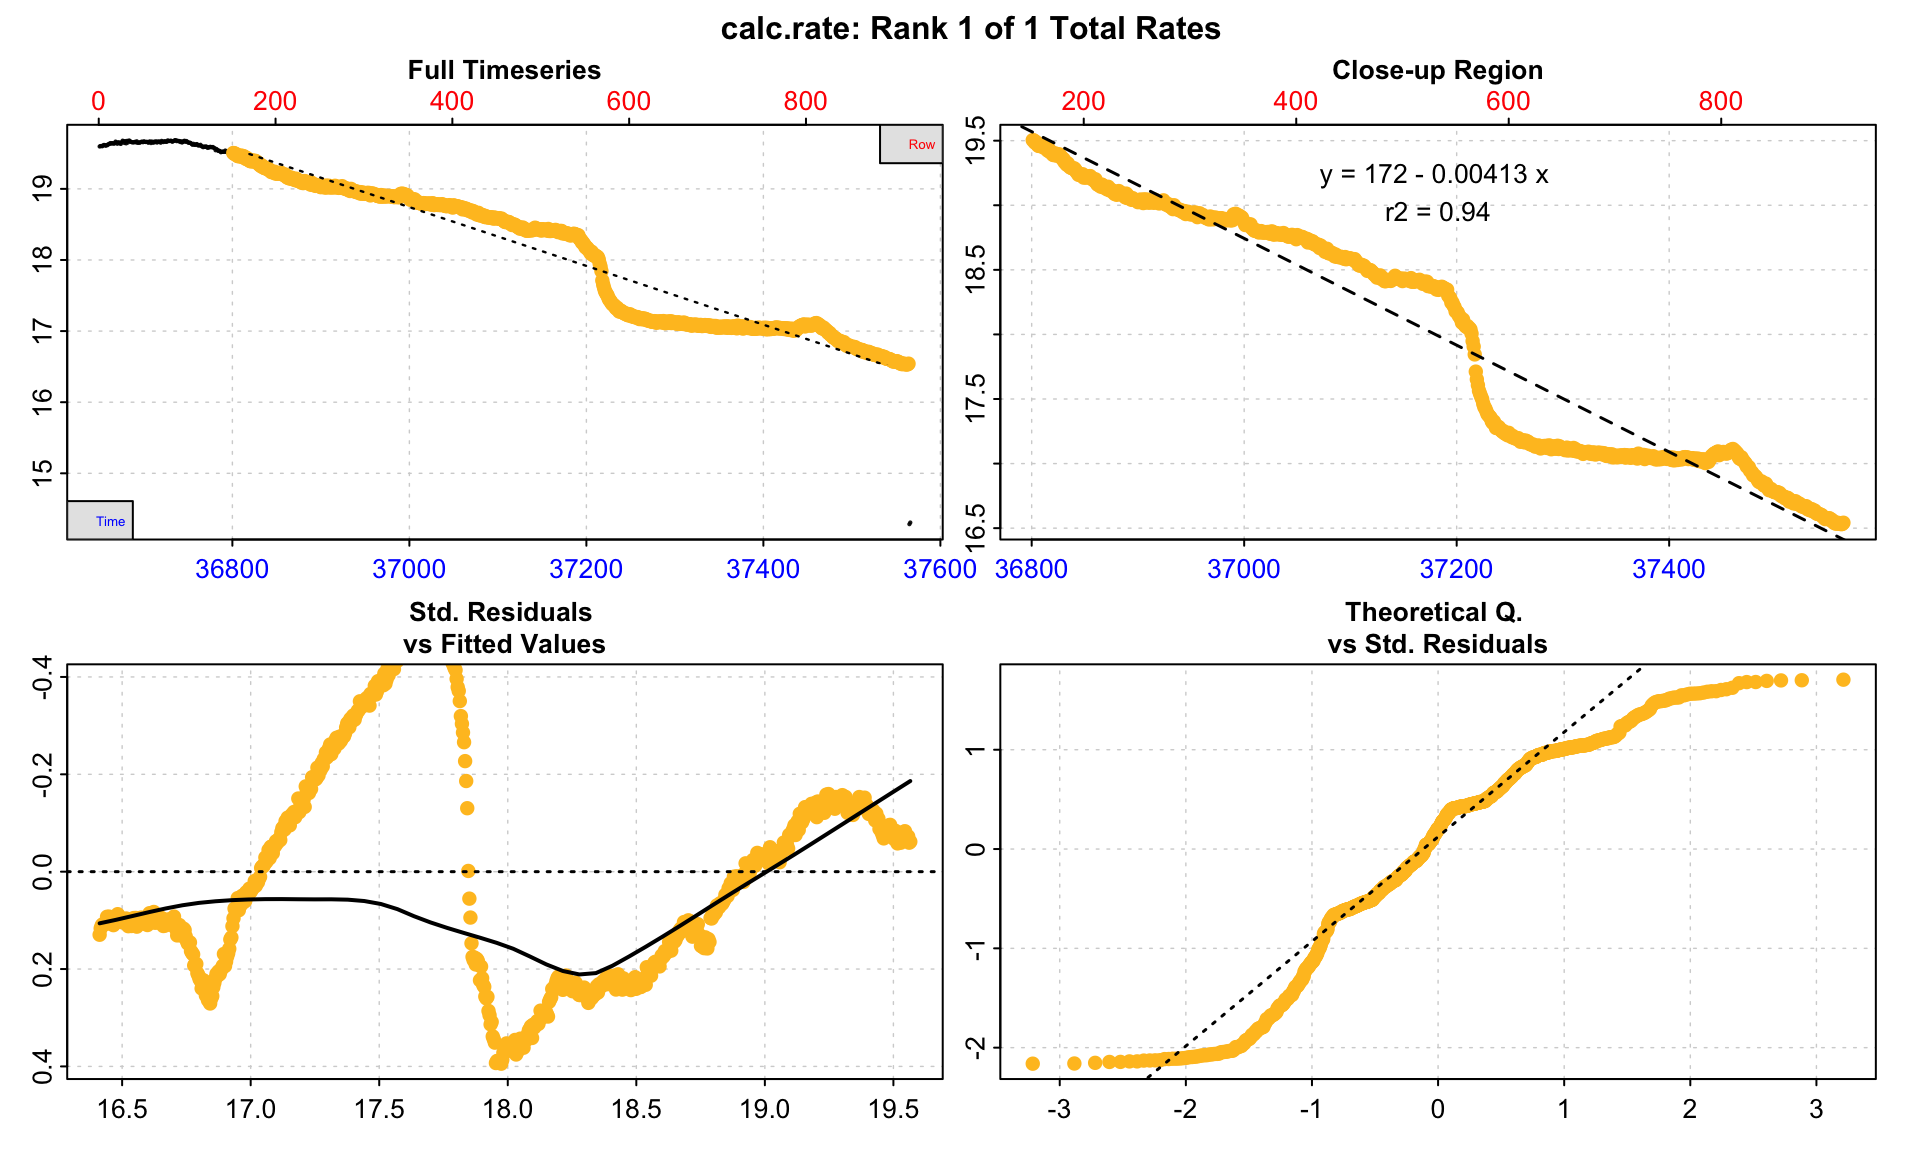 calc.rate: Rank 1 of 1 Total Rates
Full Timeseries
0 200 400 600 800
Row
19
18
17
16
15
Time
36800 37000 37200 37400 37600
Close-up Region
200 400 600 800
y = 172 - 0.00413 x
r2 = 0.94
19.5
18.5
17.5
16.5
36800 37000 37200 37400
Std. Residuals
vs Fitted Values
-0.4
-0.2
0.0
0.2
0.4
16.5 17.0 17.5 18.0 18.5 19.0 19.5
Theoretical Q.
vs Std. Residuals
1
0
-1
-2
-3 -2 -1 0 1 2 3